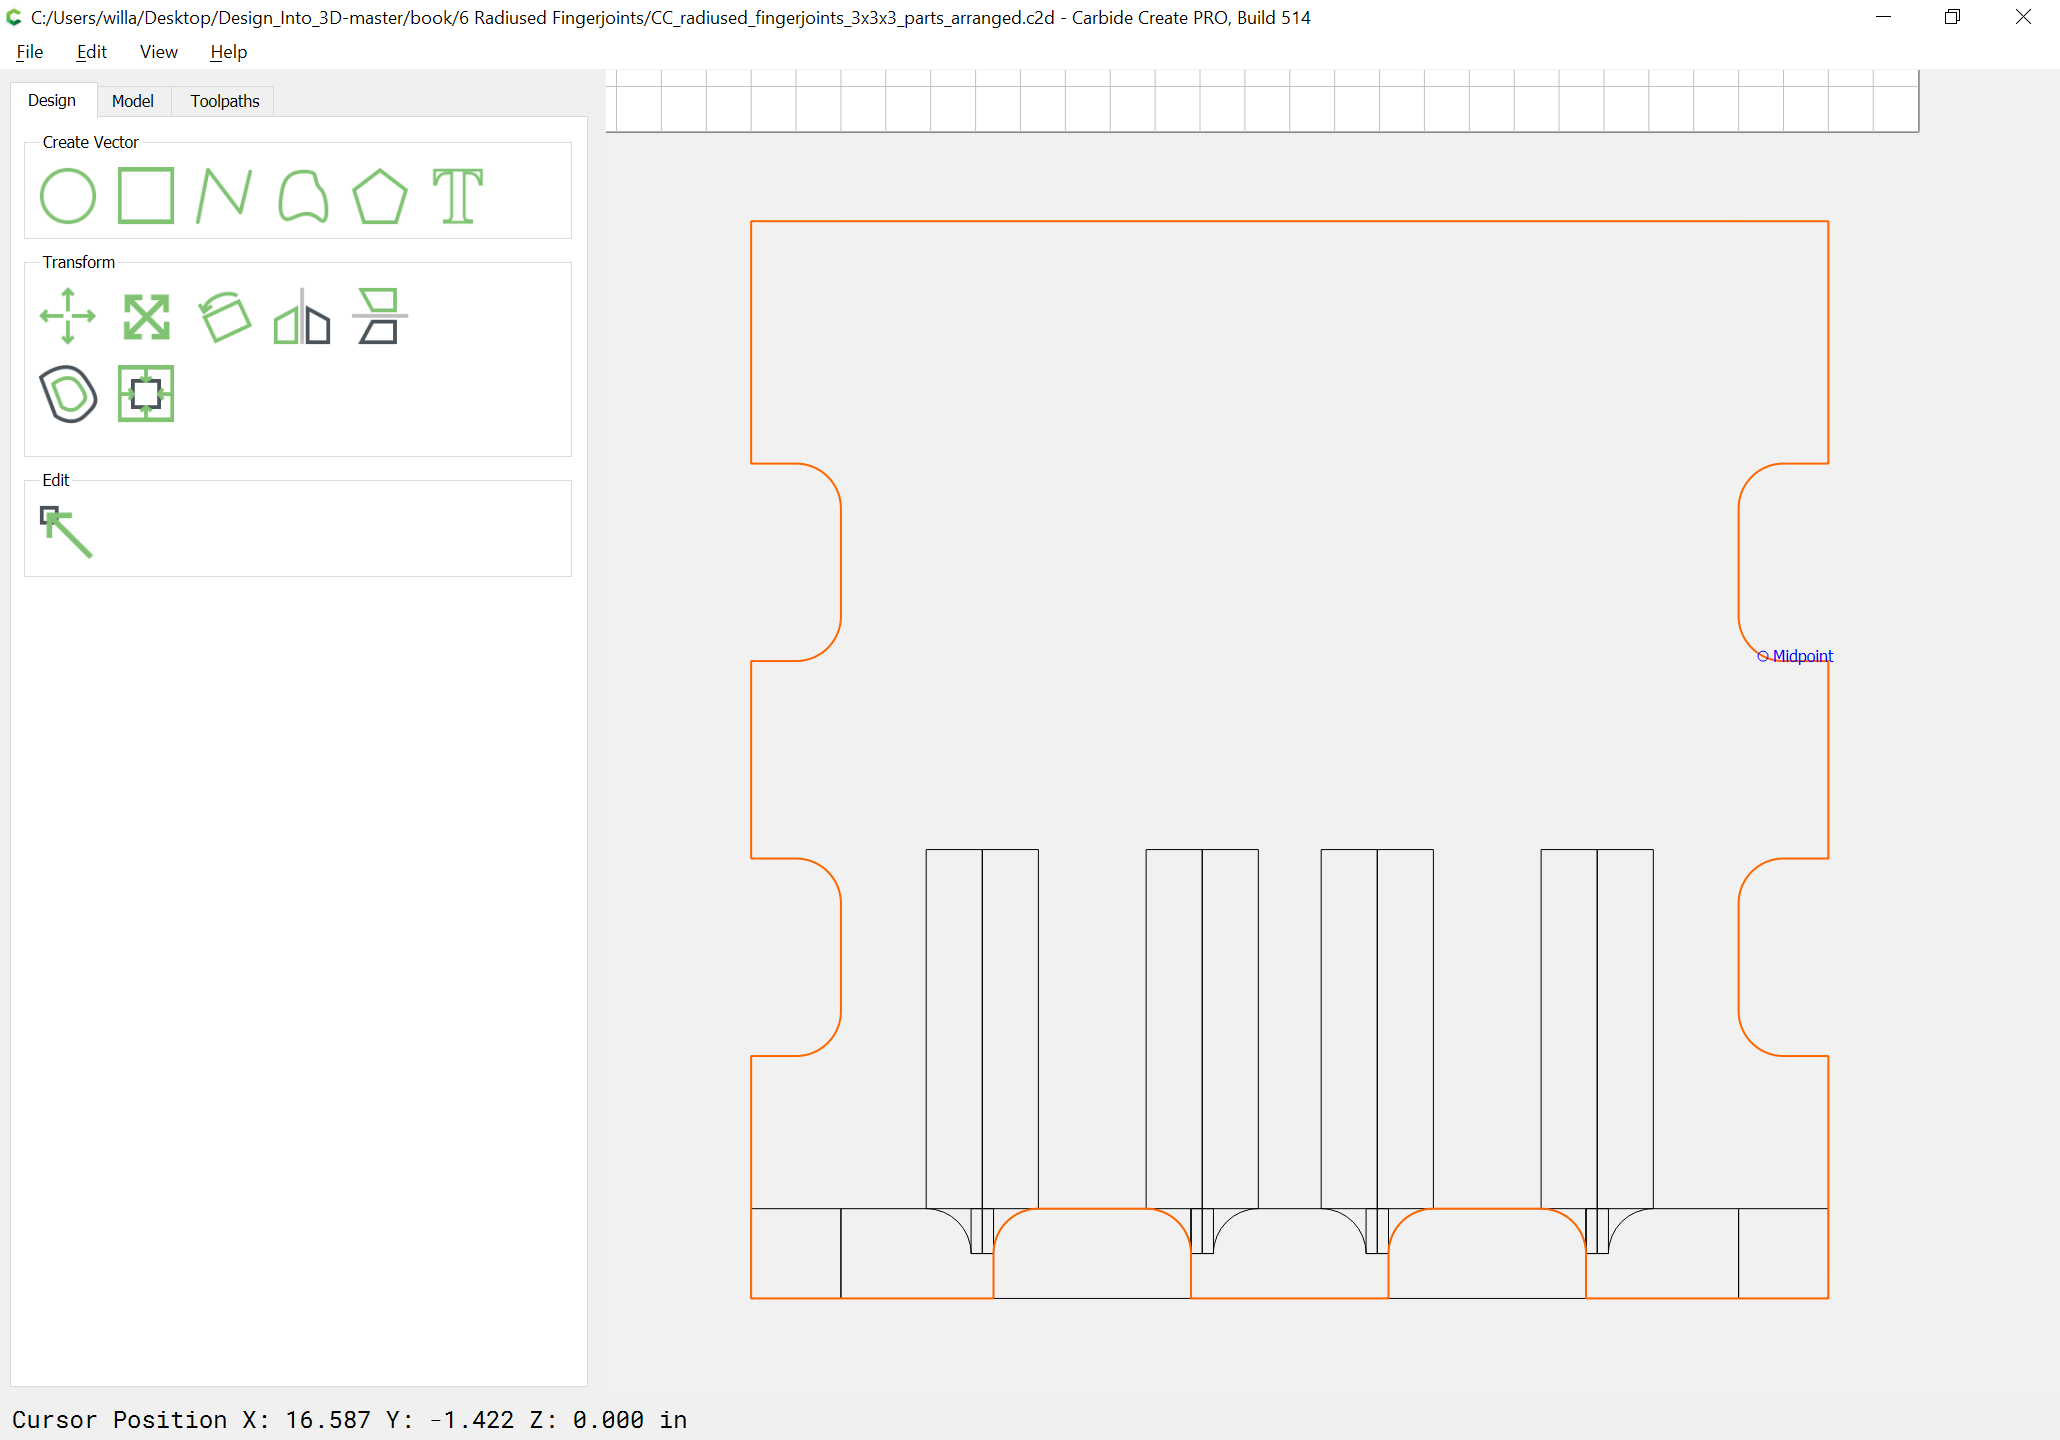 C:/Users/willa/Desktop/Design_Into_3D-master/book/6 Radiused Fingerjoints/CC_radiused_fingerjoints_3x3x3_parts_arranged.c2d - Carbide Create PRO, Build 514
File Edit View Help
Design Model Toolpaths
Create Vector
Transform
Edit
Midpoint
Cursor Position X: 16.587 Y: -1.422 Z: 0.000 in